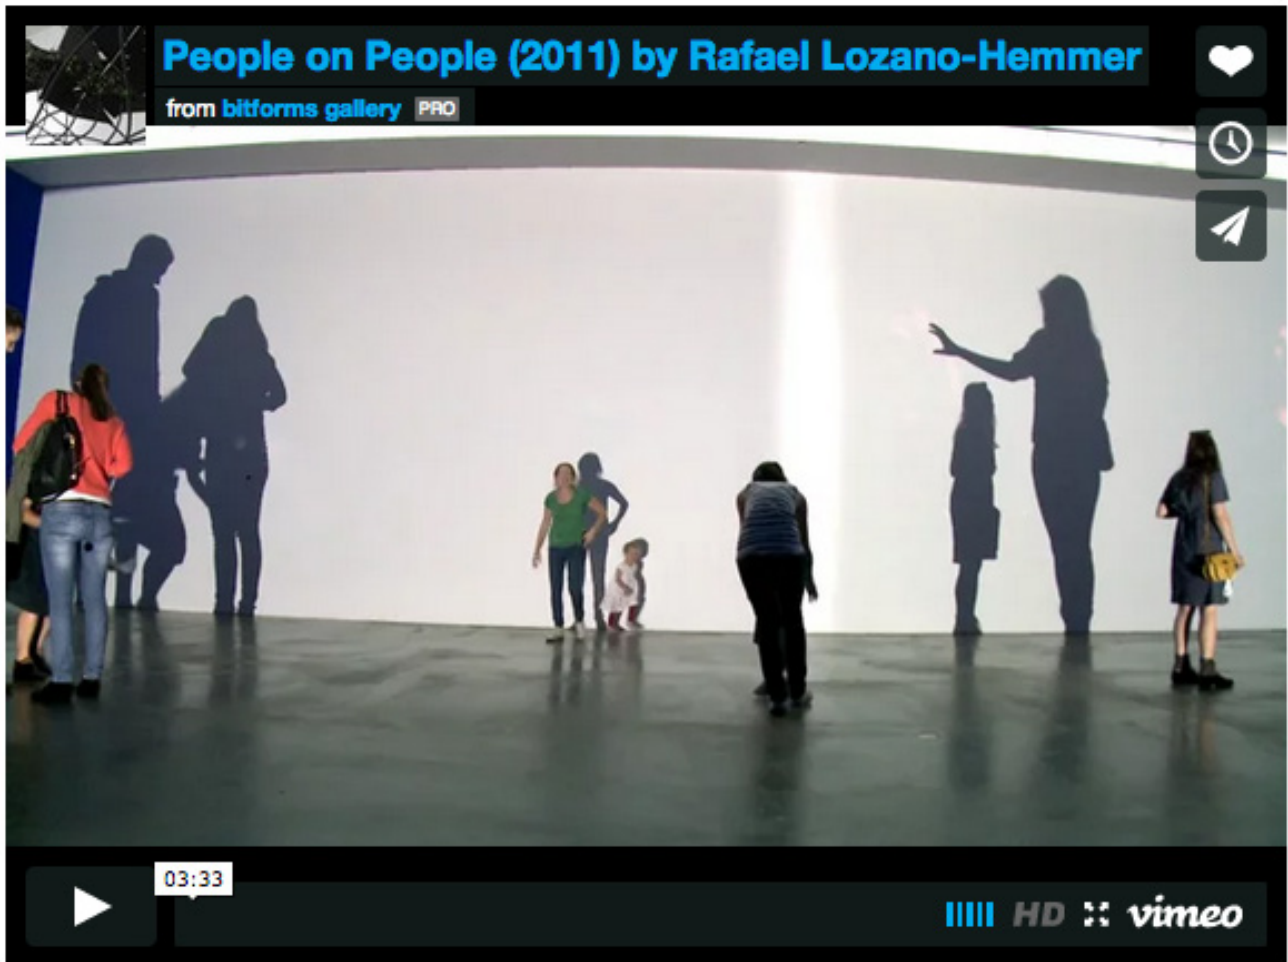 People on People (2011) by Rafael Lozano-Hemmer
from bitforms gallery PRO
03:33
HD vimeo